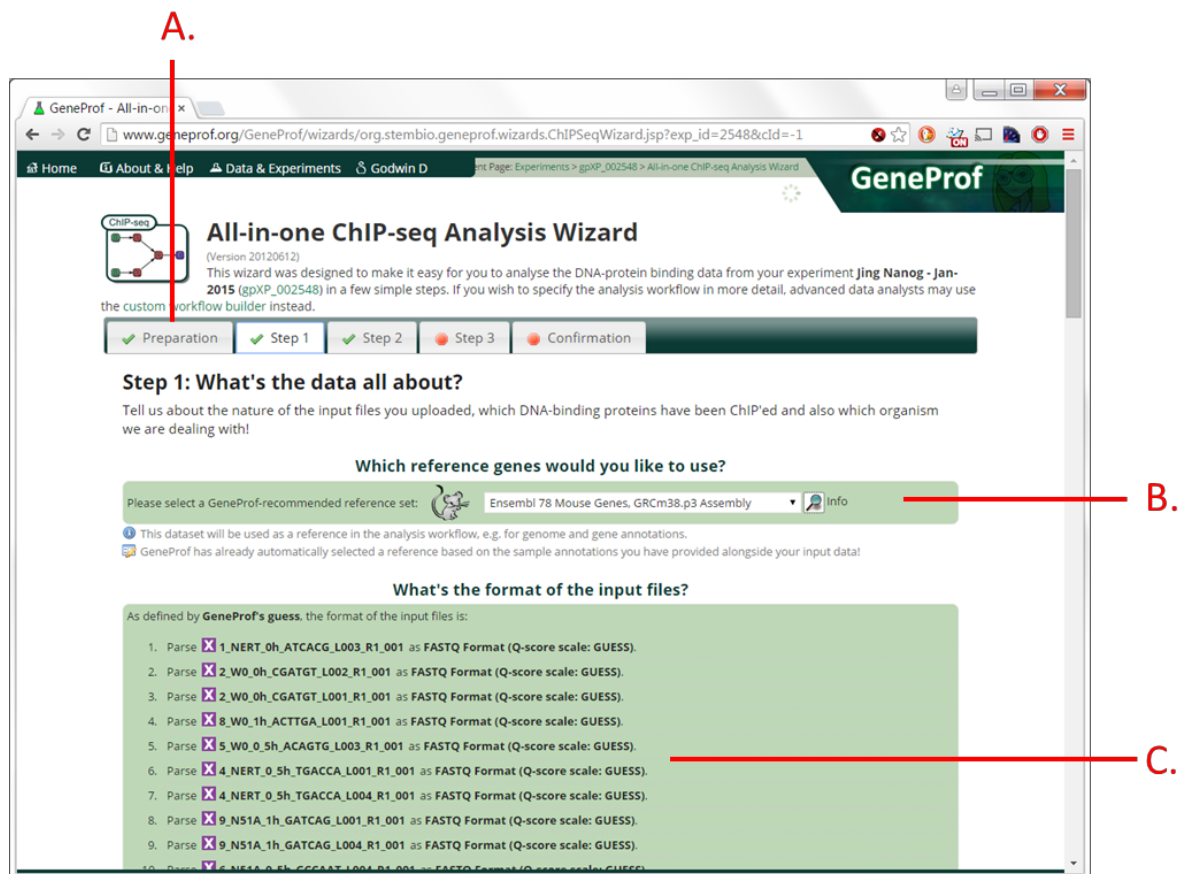 A.
GeneProf - All-in-on
www.geneprof.org/GeneProf/wizards/org.stembio.geneprof.wizards.ChIPSeqWizard.jsp?exp_id=2548&cId=-1
ON
Home About & Help Data & Experiments Godwin D ent Page: Experiments > gpXP_002548 > All-in-one ChIP-seq Analysis Wizard
GeneProf
ChIP-seq
All-in-one ChIP-seq Analysis Wizard
(Version 20120612)
This wizard was designed to make it easy for you to analyse the DNA-protein binding data from your experiment Jing Nanog - Jan-
2015 (gpXP_002548) in a few simple steps. If you wish to specify the analysis workflow in more detail, advanced data analysts may use
the custom workflow builder instead.
Preparation Step 1 Step 2 Step 3 Confirmation
Step 1: What's the data all about?
Tell us about the nature of the input files you uploaded, which DNA-binding proteins have been ChIP'ed and also which organism
we are dealing with!
Which reference genes would you like to use?
Please select a GeneProf-recommended reference set: Ensembl 78 Mouse Genes, GRCm38.p3 Assembly Info
B.
This dataset will be used as a reference in the analysis workflow, e.g. for genome and gene annotations.
GeneProf has already automatically selected a reference based on the sample annotations you have provided alongside your input data!
What's the format of the input files?
As defined by GeneProf's guess, the format of the input files is:
1. Parse X 1_NERT_0h_ATCACG_L003_R1_001 as FASTQ Format (Q-score scale: GUESS).
2. Parse X 2_W0_0h_CGATGT_L002_R1_001 as FASTQ Format (Q-score scale: GUESS).
3. Parse X 2_W0_0h_CGATGT_L001_R1_001 as FASTQ Format (Q-score scale: GUESS).
4. Parse X 8_W0_1h_ACTTGA_L001_R1_001 as FASTQ Format (Q-score scale: GUESS).
5. Parse X 5_W0_0_5h_ACAGTG_L003_R1_001 as FASTQ Format (Q-score scale: GUESS).
C.
6. Parse X 4_NERT_0_5h_TGACCA_L001_R1_001 as FASTQ Format (Q-score scale: GUESS).
7. Parse X 4_NERT_0_5h_TGACCA_L004_R1_001 as FASTQ Format (Q-score scale: GUESS).
8. Parse X 9_N51A_1h_GATCAG_L001_R1_001 as FASTQ Format (Q-score scale: GUESS).
9. Parse X 9_N51A_1h_GATCAG_L004_R1_001 as FASTQ Format (Q-score scale: GUESS).